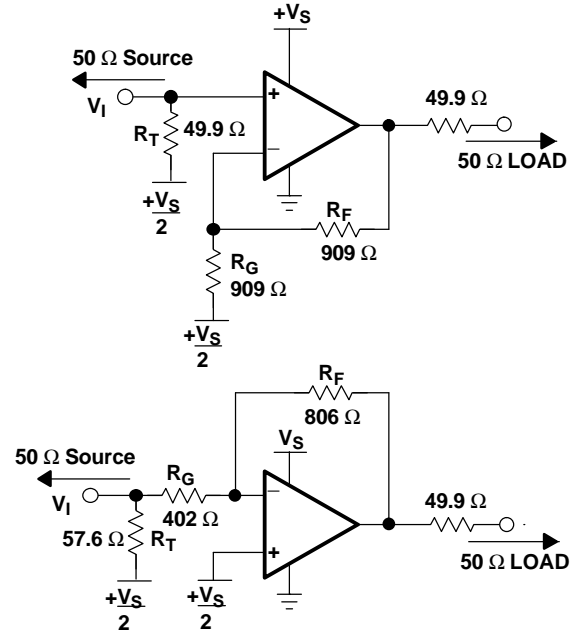 +VS
50 Ω Source
VI
+
49.9 Ω
RT
49.9 Ω
−
50 Ω LOAD
+VS
2
RF
909 Ω
RG
909 Ω
+VS
2
RF
806 Ω
50 Ω Source
VS
RG
VI
402 Ω
−
49.9 Ω
57.6 Ω
RT
+
50 Ω LOAD
+VS
2
+VS
2